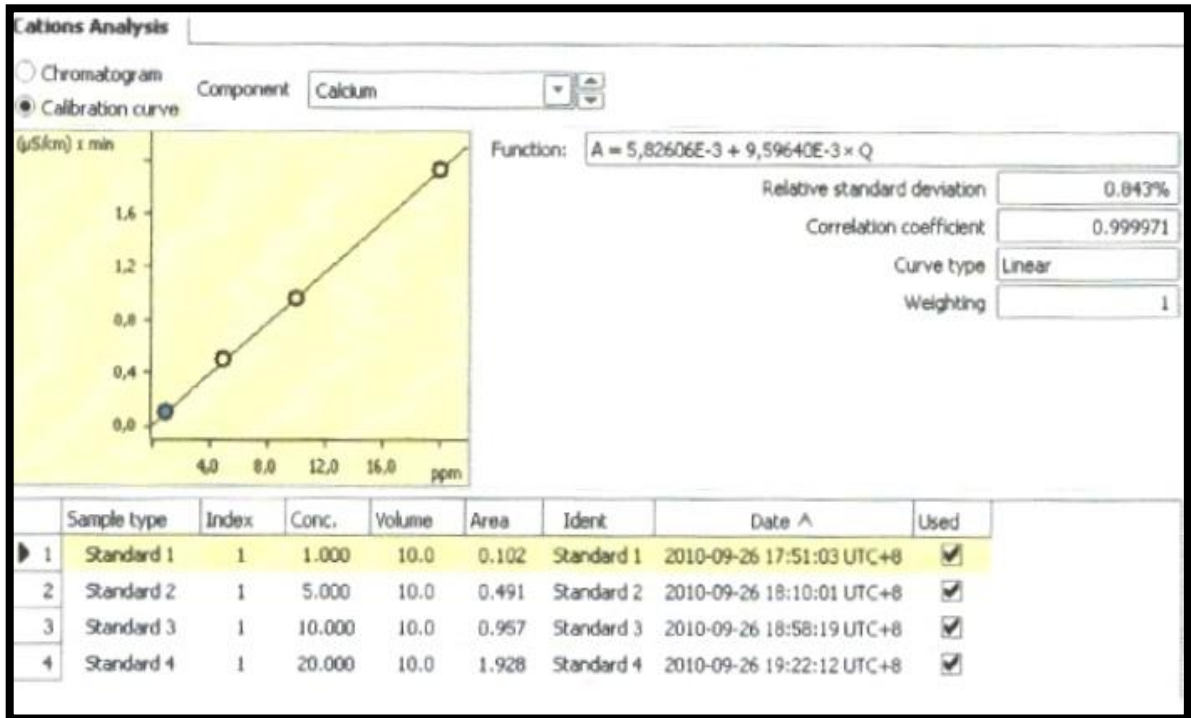 Cations Analysis
Chromatogram
Calibration curve
Component Calcium
(µS/cm) x min
1,6
1,2
0,8
0,4
0,0
4,0 8,0 12,0 16,0 ppm
Function: A = 5,82606E-3 + 9,59640E-3 × Q
Relative standard deviation 0.843%
Correlation coefficient 0.999971
Curve type Linear
Weighting 1
Sample type Index Conc. Volume Area Ident Date Used
1 Standard 1 1 1.000 10.0 0.102 Standard 1 2010-09-26 17:51:03 UTC+8
2 Standard 2 1 5.000 10.0 0.491 Standard 2 2010-09-26 18:10:01 UTC+8
3 Standard 3 1 10.000 10.0 0.957 Standard 3 2010-09-26 18:58:19 UTC+8
4 Standard 4 1 20.000 10.0 1.928 Standard 4 2010-09-26 19:22:12 UTC+8